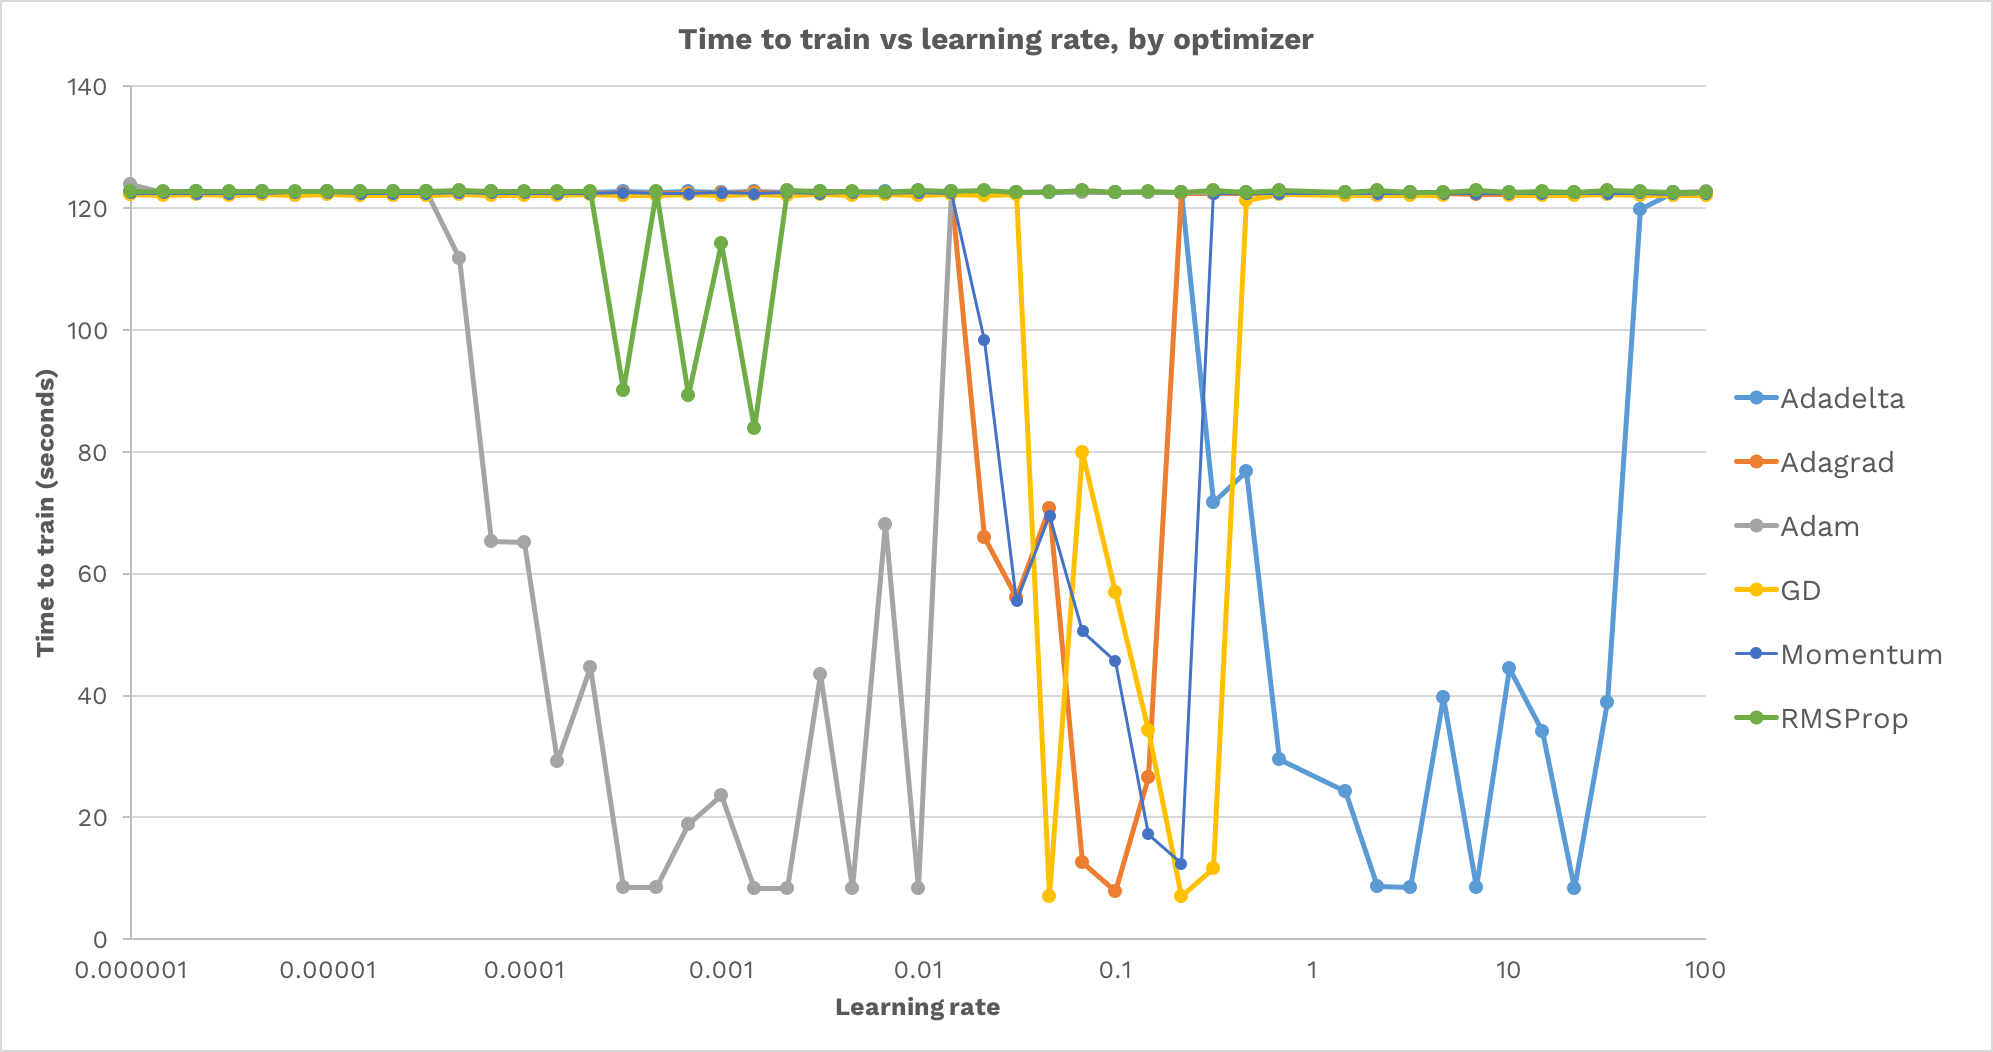 Time to train vs learning rate, by optimizer
140
120
100
80
60
40
20
0
Time to train (seconds)
0.000001 0.00001 0.0001 0.001 0.01 0.1 1 10 100
Learning rate
Adadelta
Adagrad
Adam
GD
Momentum
RMSProp